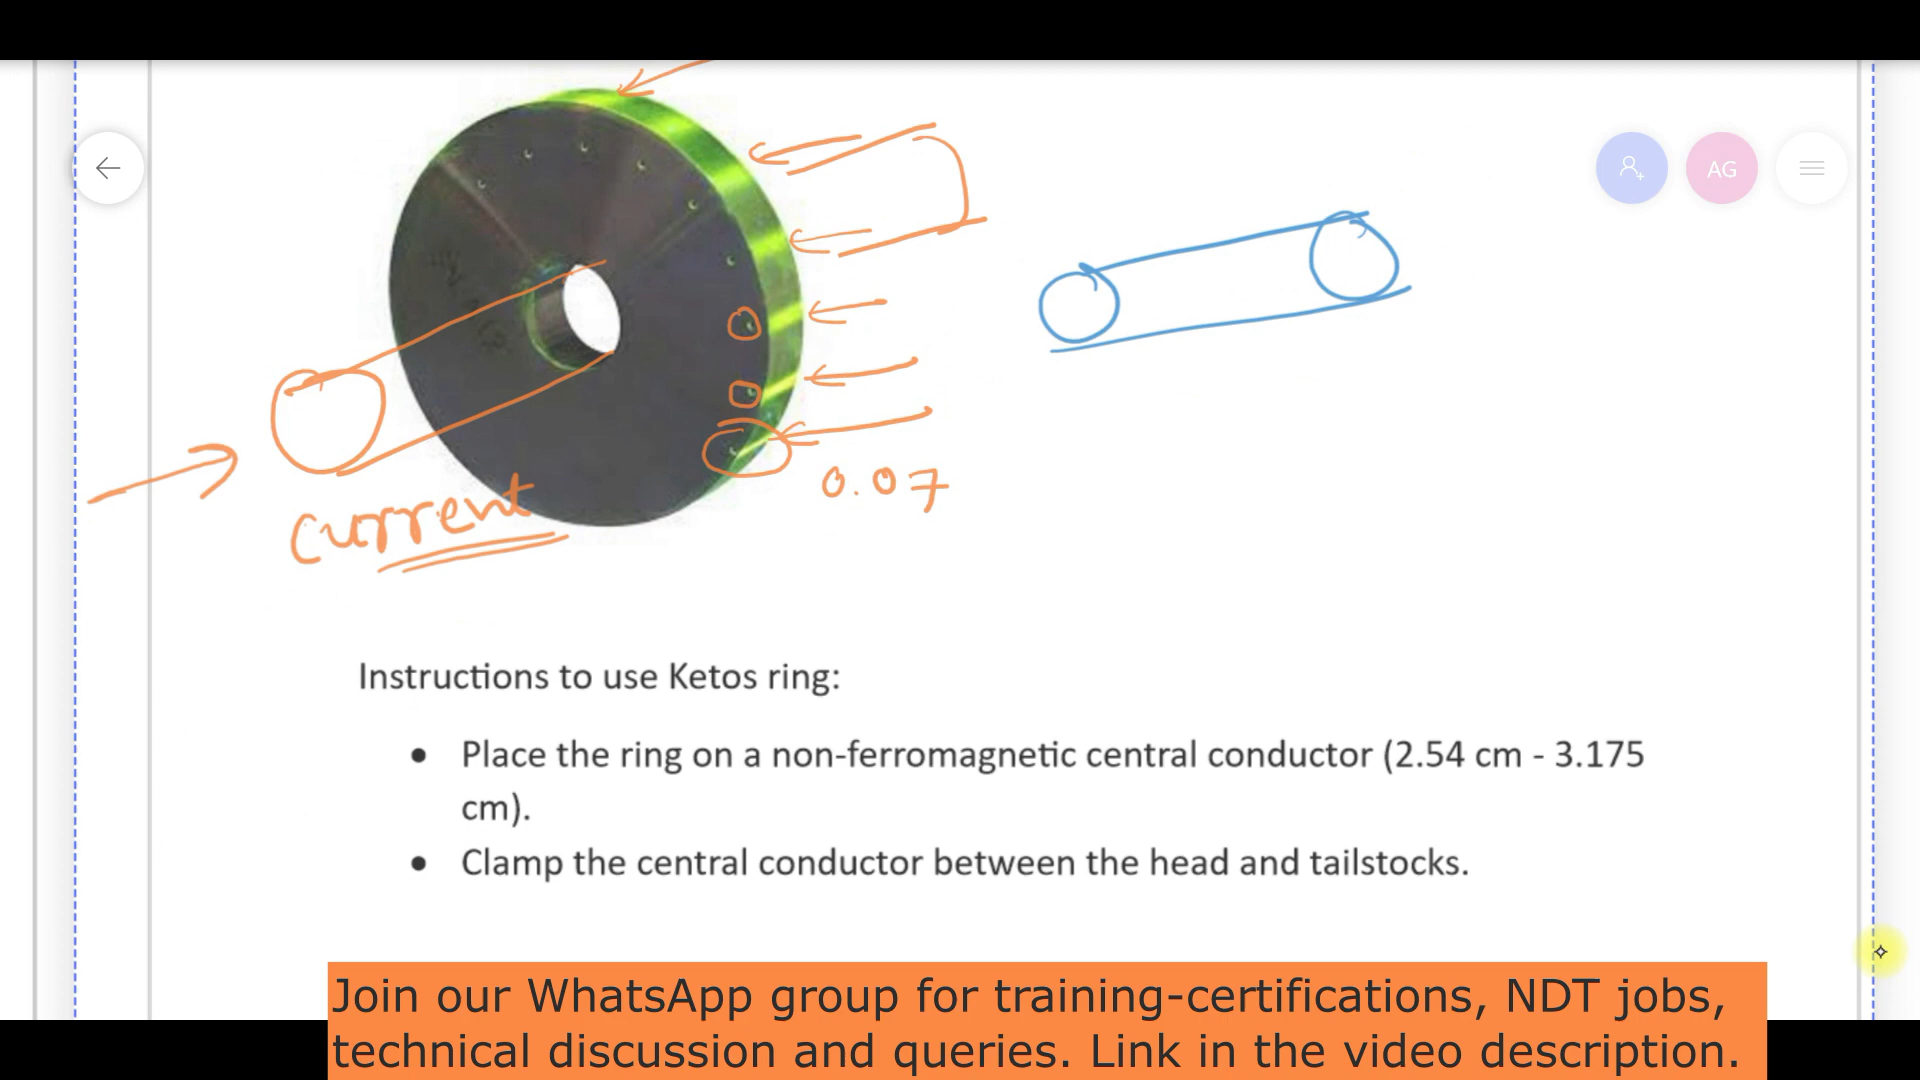 AG
0.07
current
Instructions to use Ketos ring:
• Place the ring on a non-ferromagnetic central conductor (2.54 cm - 3.175
cm).
• Clamp the central conductor between the head and tailstocks.
Join our WhatsApp group for training-certifications, NDT jobs,
technical discussion and queries. Link in the video description.